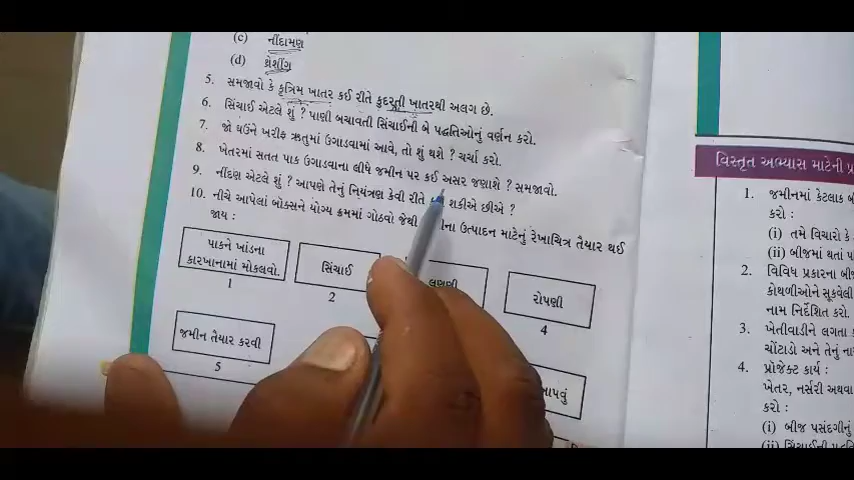 (c) નીંદામણ
(d) થ્રેશીંગ
5. સમજાવો કે કૃત્રિમ ખાતર કઈ રીતે કુદરતી ખાતરથી અલગ છે.
6. સિંચાઈ એટલે શું ? પાણી બચાવતી સિંચાઈની બે પદ્ધતિઓનું વર્ણન કરો.
7. જો ઘઉંને ખરીફ ઋતુમાં ઉગાડવામાં આવે, તો શું થશે ? ચર્ચા કરો.
8. ખેતરમાં સતત પાક ઉગાડવાના લીધે જમીન પર કઈ અસર જણાશે ? સમજાવો.
9. નીંદણ એટલે શું ? આપણે તેનું નિયંત્રણ કેવી રીતે શકીએ છીએ ?
10. નીચે આપેલાં બોક્સને યોગ્ય ક્રમમાં ગોઠવો જેથી ઉત્પાદન માટેનું રેખાચિત્ર તૈયાર થઈ
જાય :
પાકને ખાંડના
કારખાનામાં મોકલવો.
1
સિંચાઈ
2
લણણી
રોપણી
4
જમીન તૈયાર કરવી
5
વિસ્તૃત અભ્યાસ માટેની
1. જમીનમાં કેટલાક
કરો :
(i) તમે વિચારો કે
(ii) બીજમાં થતાં
2. વિવિધ પ્રકારના
કોથળીઓને સૂકવેલી
નામ નિર્દેશિત કરો.
3. ખેતીવાડીને લગતા
ચોંટાડો અને તેનું
4. પ્રૉજેક્ટ કાર્ય :
ખેતર, નર્સરી અથવા
કરો :
(i) બીજ પસંદગીનું
(ii) સિંચાઈની